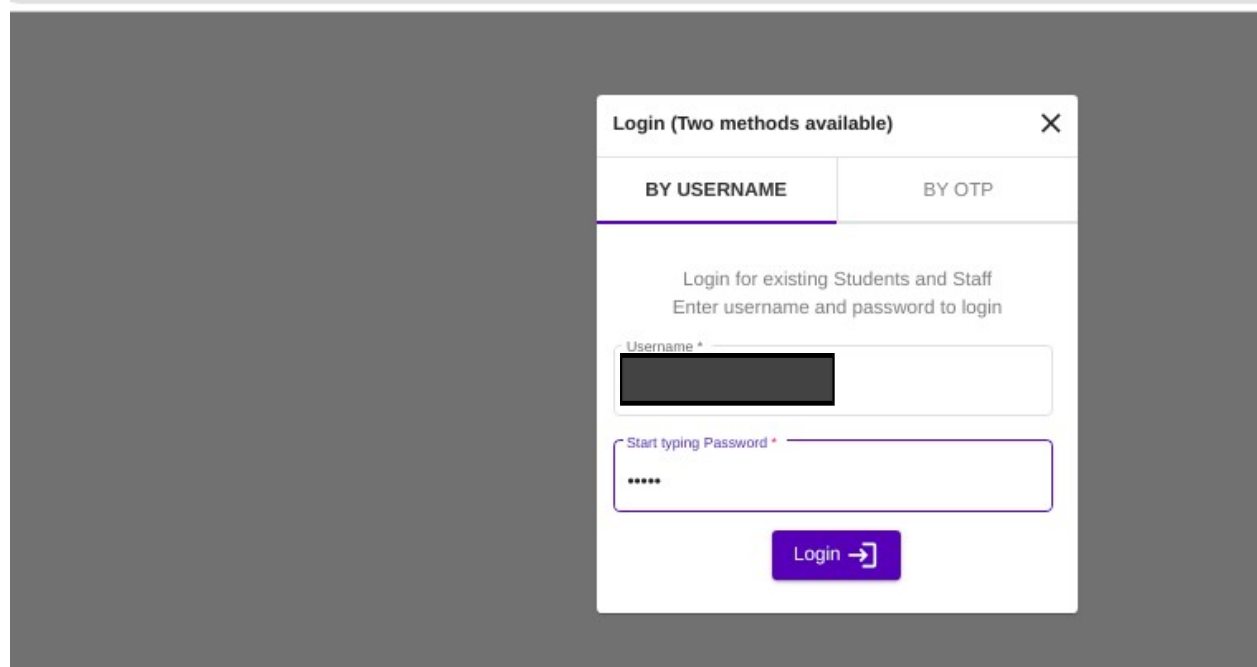 Login (Two methods available)
BY USERNAME
BY OTP
Login for existing Students and Staff
Enter username and password to login
Username *
Start typing Password *
•••••
Login